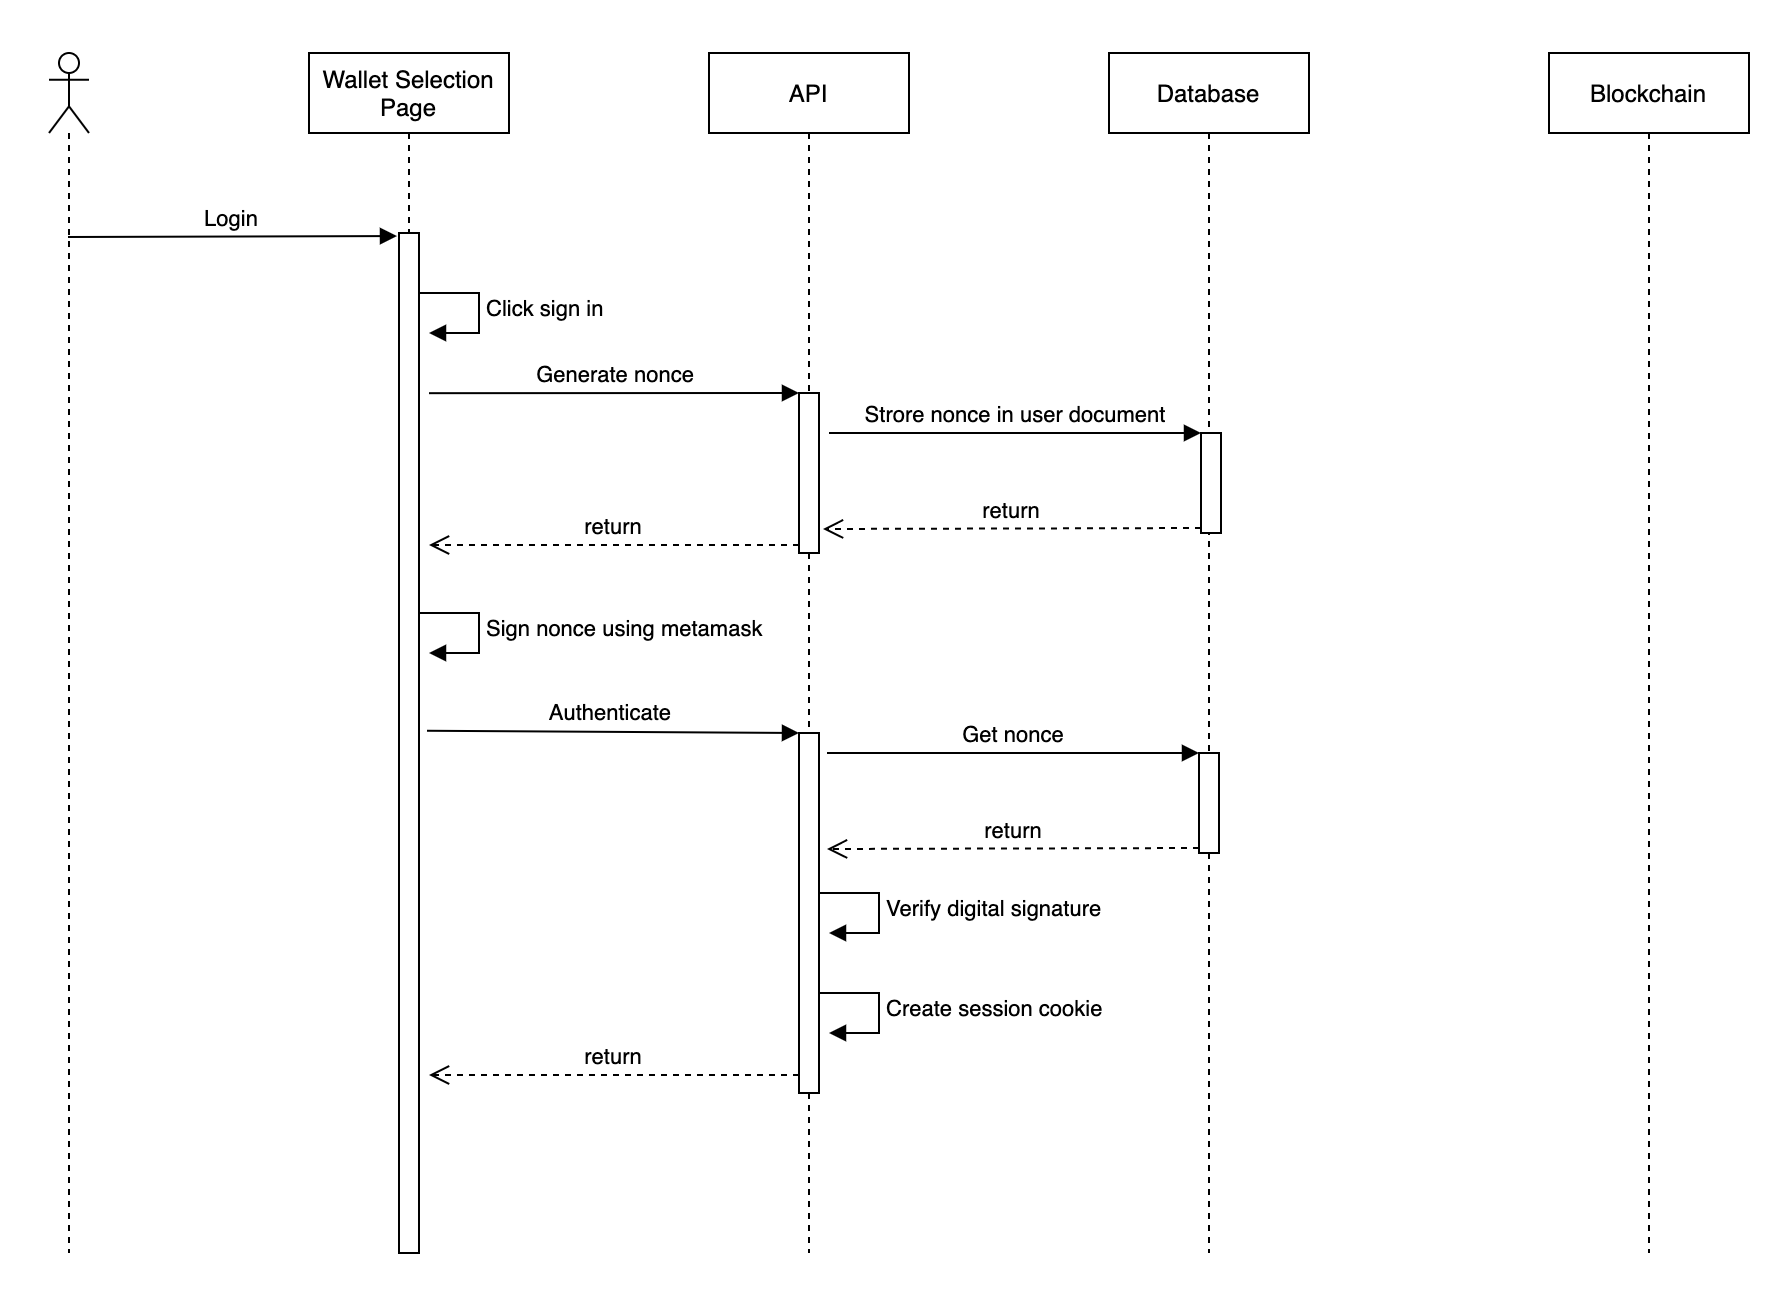 Wallet Selection
Page
API
Database
Blockchain
Login
Click sign in
Generate nonce
Strore nonce in user document
return
return
Sign nonce using metamask
Authenticate
Get nonce
return
Verify digital signature
Create session cookie
return